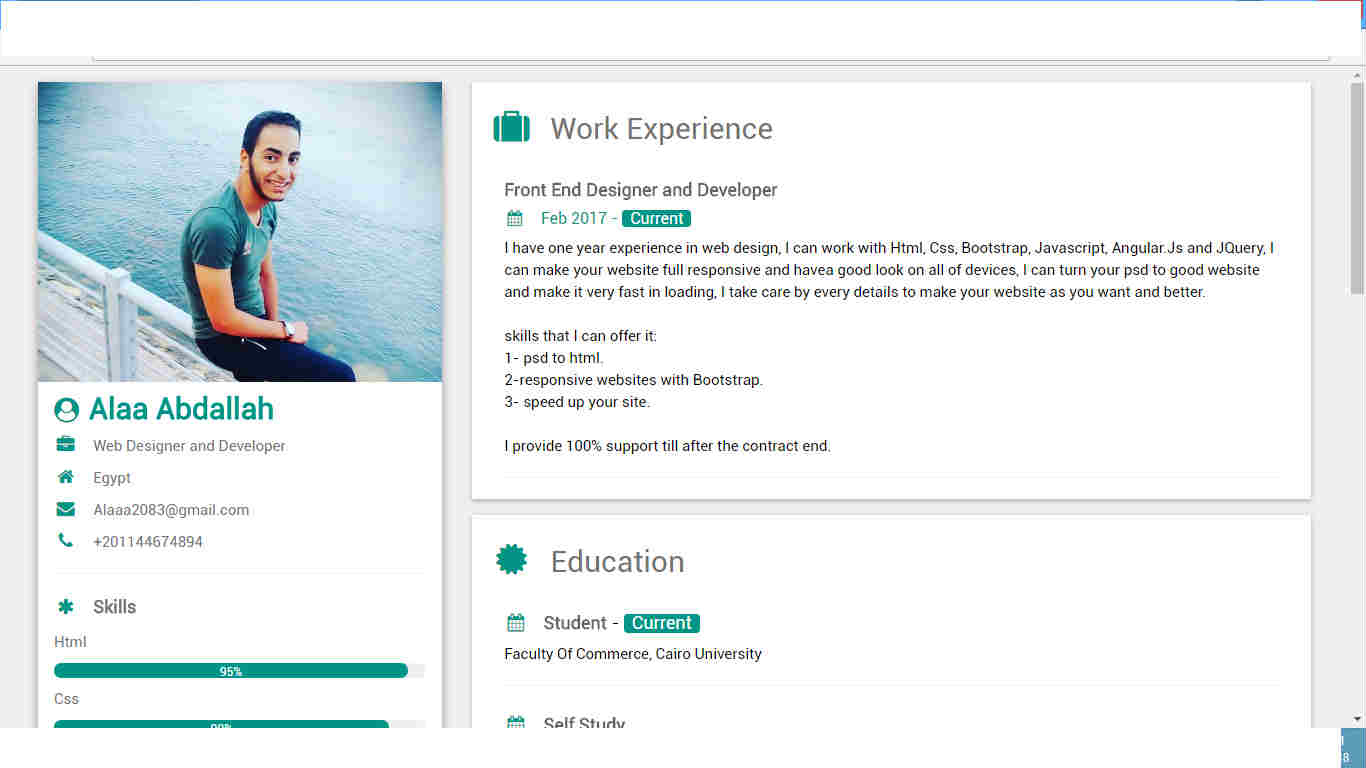 Alaa Abdallah
Web Designer and Developer
Egypt
Alaaa2083@gmail.com
+201144674894
Skills
Html
95%
Css
Work Experience
Front End Designer and Developer
Feb 2017 - Current
I have one year experience in web design, I can work with Html, Css, Bootstrap, Javascript, Angular.Js and JQuery, I
can make your website full responsive and havea good look on all of devices, I can turn your psd to good website
and make it very fast in loading, I take care by every details to make your website as you want and better.
skills that I can offer it:
1- psd to html.
2-responsive websites with Bootstrap.
3- speed up your site.
I provide 100% support till after the contract end.
Education
Student - Current
Faculty Of Commerce, Cairo University
Self Study